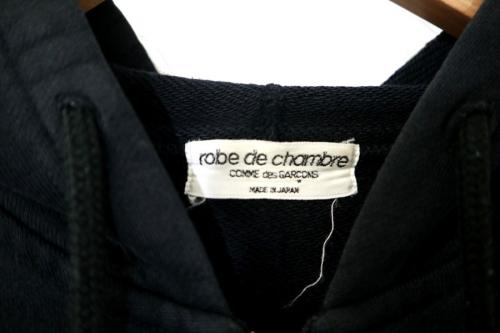 robe de chambre
COMME des GARCONS
MADE IN JAPAN